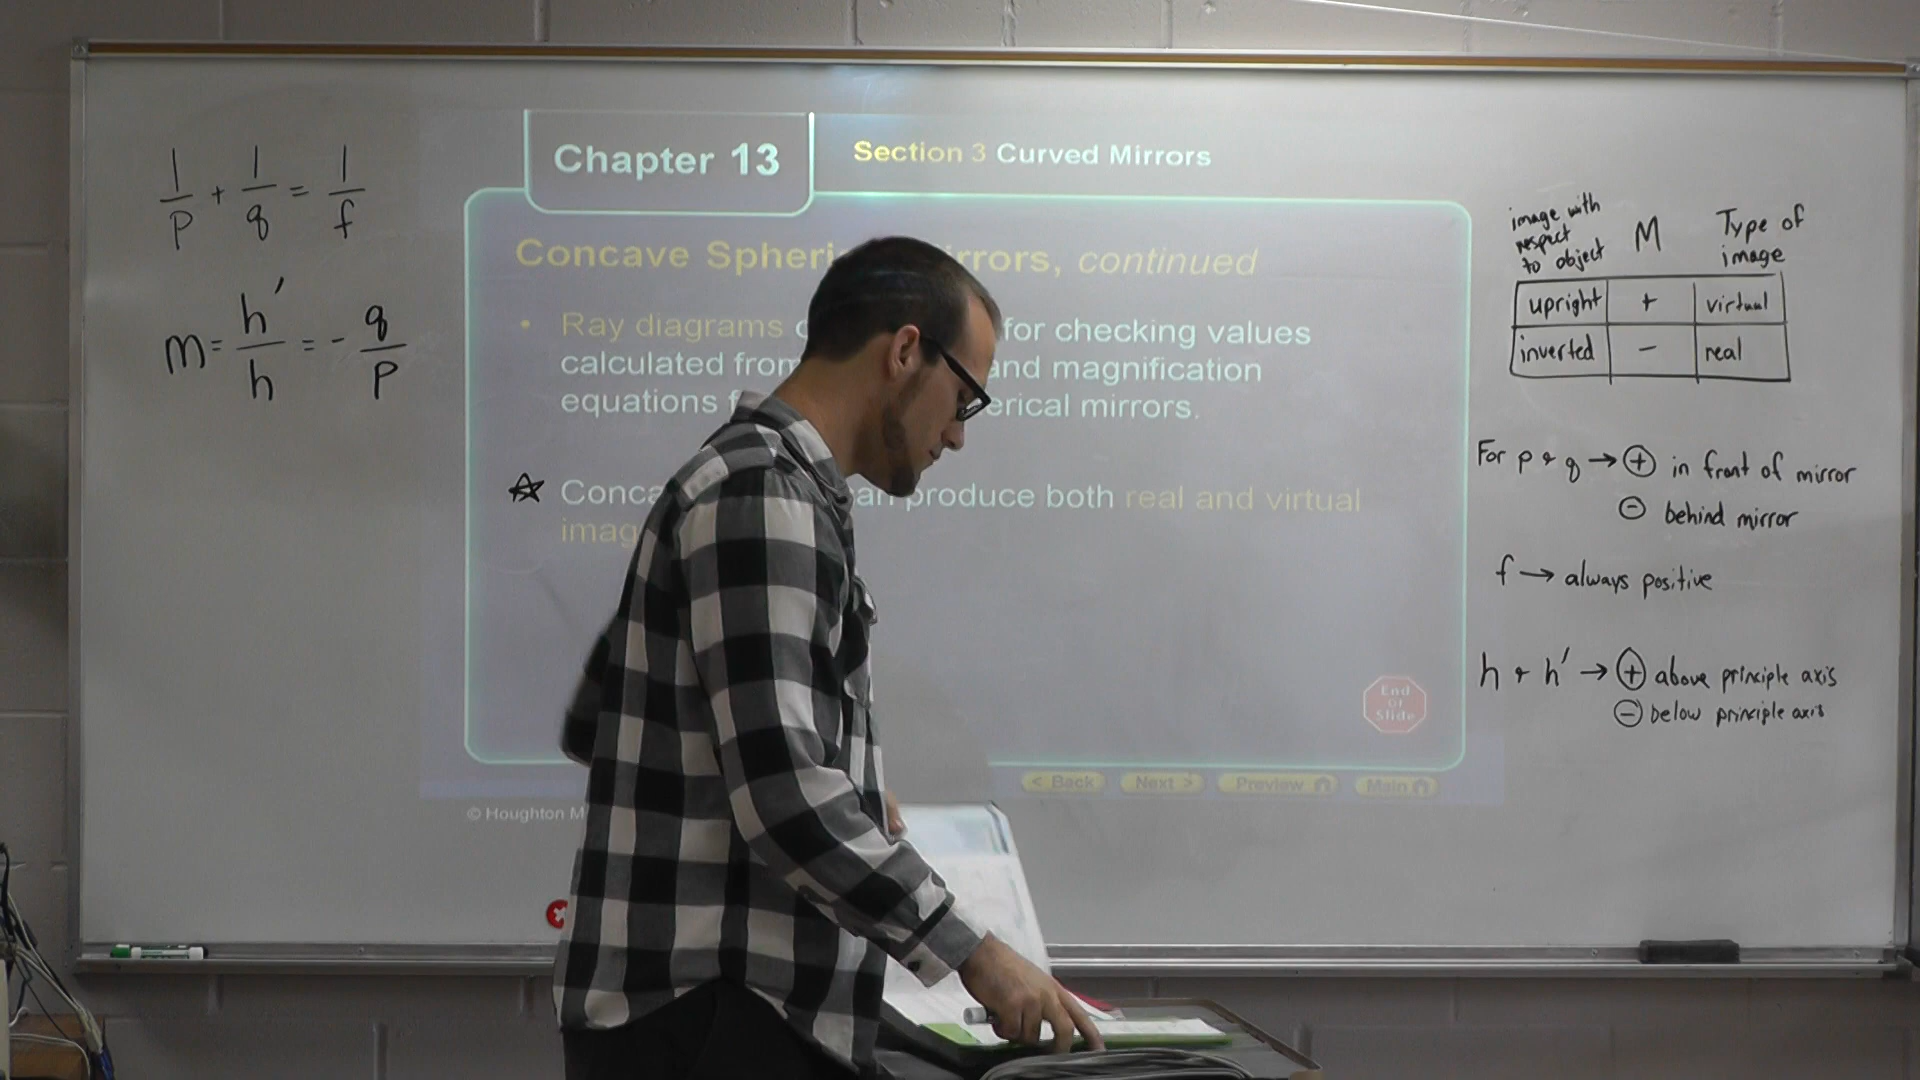 1/p + 1/q = 1/f
m = h'/h = - q/p
Chapter 13
Section 3 Curved Mirrors
Concave Spheri rrors, continued
• Ray diagrams for checking values
calculated from and magnification
equations f erical mirrors.
☆ Conca an produce both real and virtual
imag
End
of
Slide
< Back Next > Preview Main
© Houghton M
image with
respect
to object
M
Type of
image
upright + virtual
inverted - real
For p & q → ⊕ in front of mirror
⊖ behind mirror
f → always positive
h & h' → ⊕ above principle axis
⊖ below principle axis